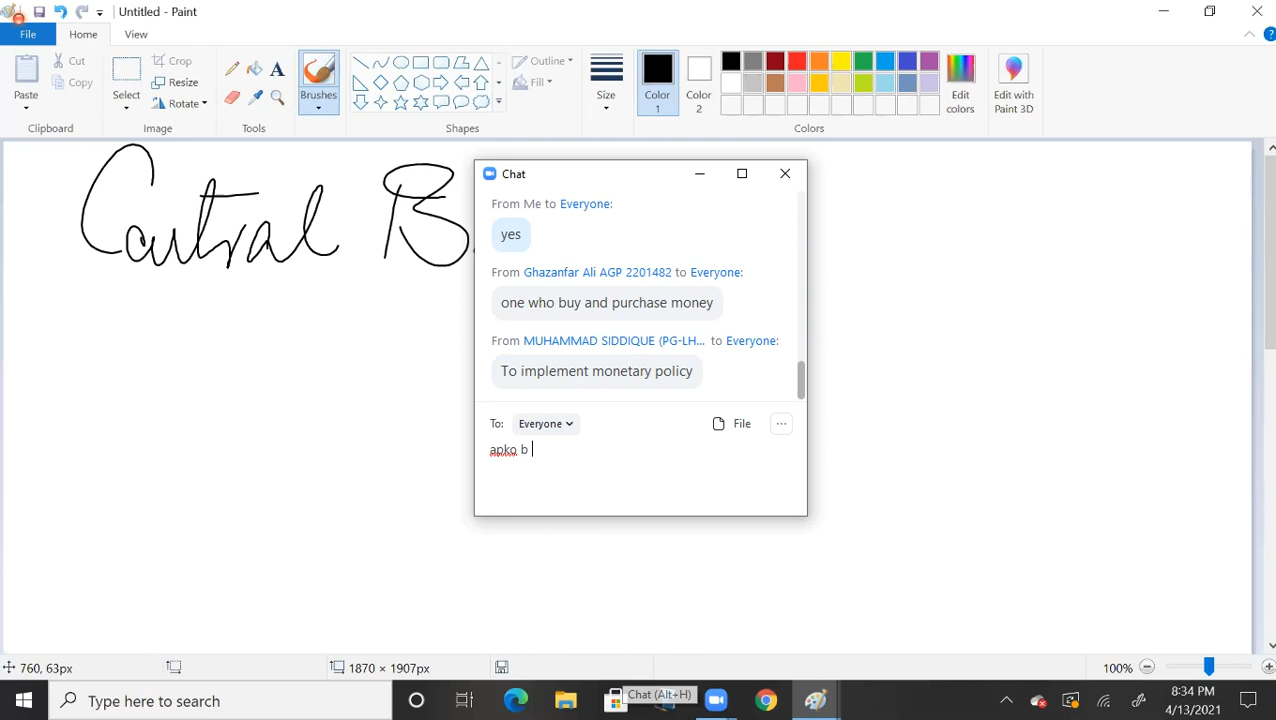 Untitled - Paint
File Home View
Paste
Cut
Copy
Clipboard
Select
Crop
Resize
Rotate
Image
Tools
Brushes
Outline
Fill
Shapes
Size
Color 1
Color 2
Edit colors
Colors
Edit with Paint 3D
Central B
Chat
From Me to Everyone:
yes
From Ghazanfar Ali AGP 2201482 to Everyone:
one who buy and purchase money
From MUHAMMAD SIDDIQUE (PG-LH... to Everyone:
To implement monetary policy
To: Everyone File ...
apko b
760, 63px
1870 × 1907px
100%
Chat (Alt+H)
Type here to search
8:34 PM
4/13/2021